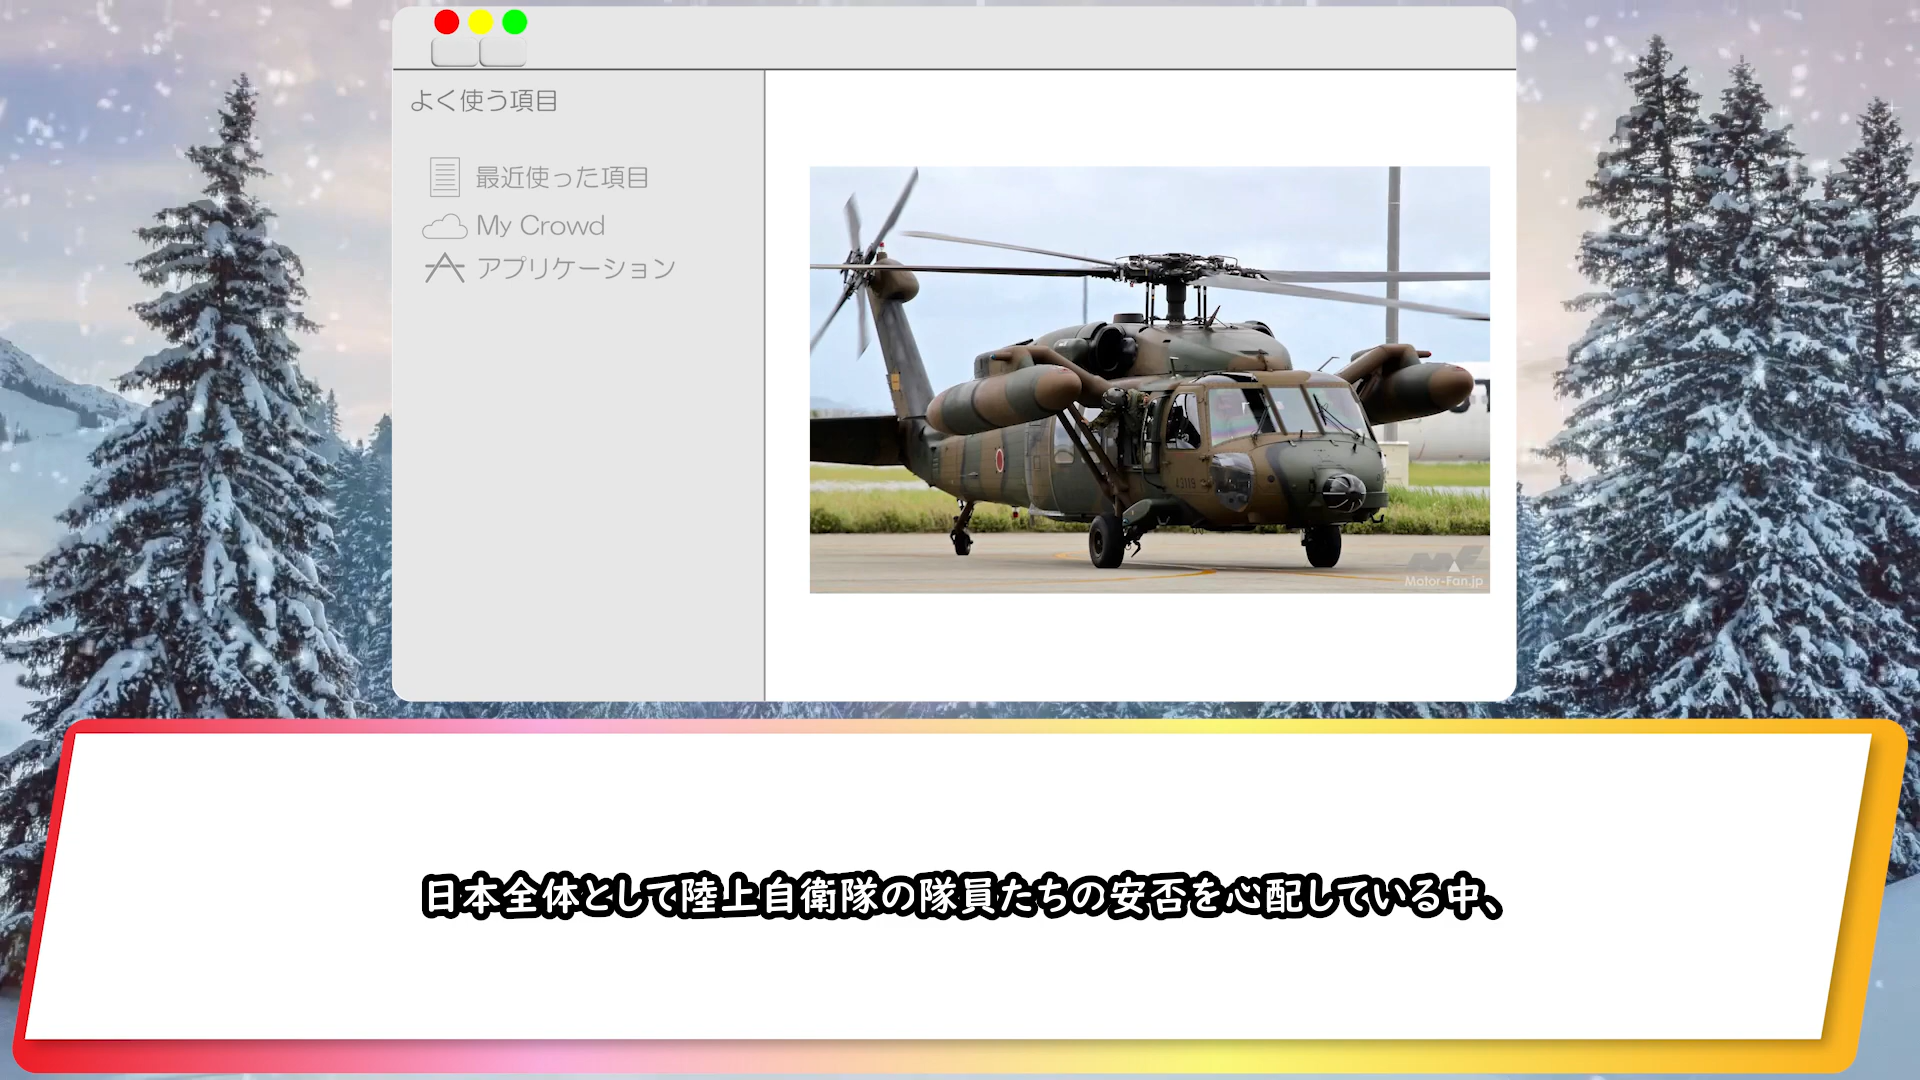 よく使う項目
最近使った項目
My Crowd
アプリケーション
Motor-Fan.jp
日本全体として陸上自衛隊の隊員たちの安否を心配している中、